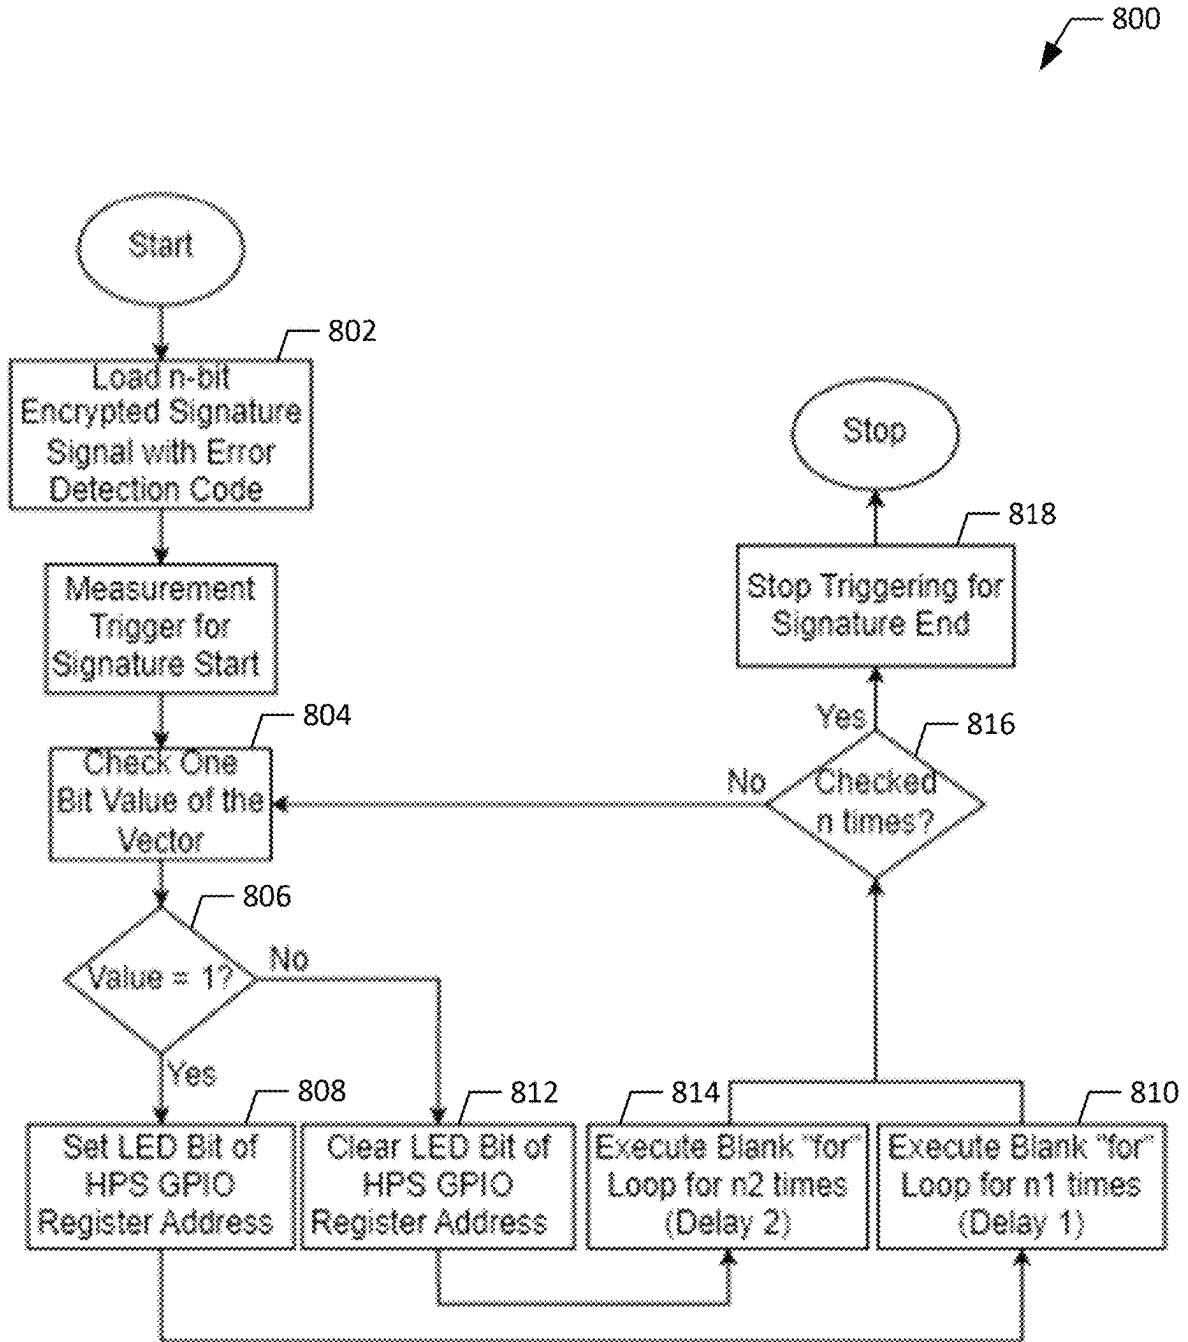 800
Start
802
Load n-bit
Encrypted Signature
Signal with Error
Detection Code
Measurement
Trigger for
Signature Start
804
Check One
Bit Value of the
Vector
806
Value = 1?
No
Yes
808
Set LED Bit of
HPS GPIO
Register Address
812
Clear LED Bit of
HPS GPIO
Register Address
814
Execute Blank "for"
Loop for n2 times
(Delay 2)
810
Execute Blank "for"
Loop for n1 times
(Delay 1)
816
Checked
n times?
No
Yes
818
Stop Triggering for
Signature End
Stop